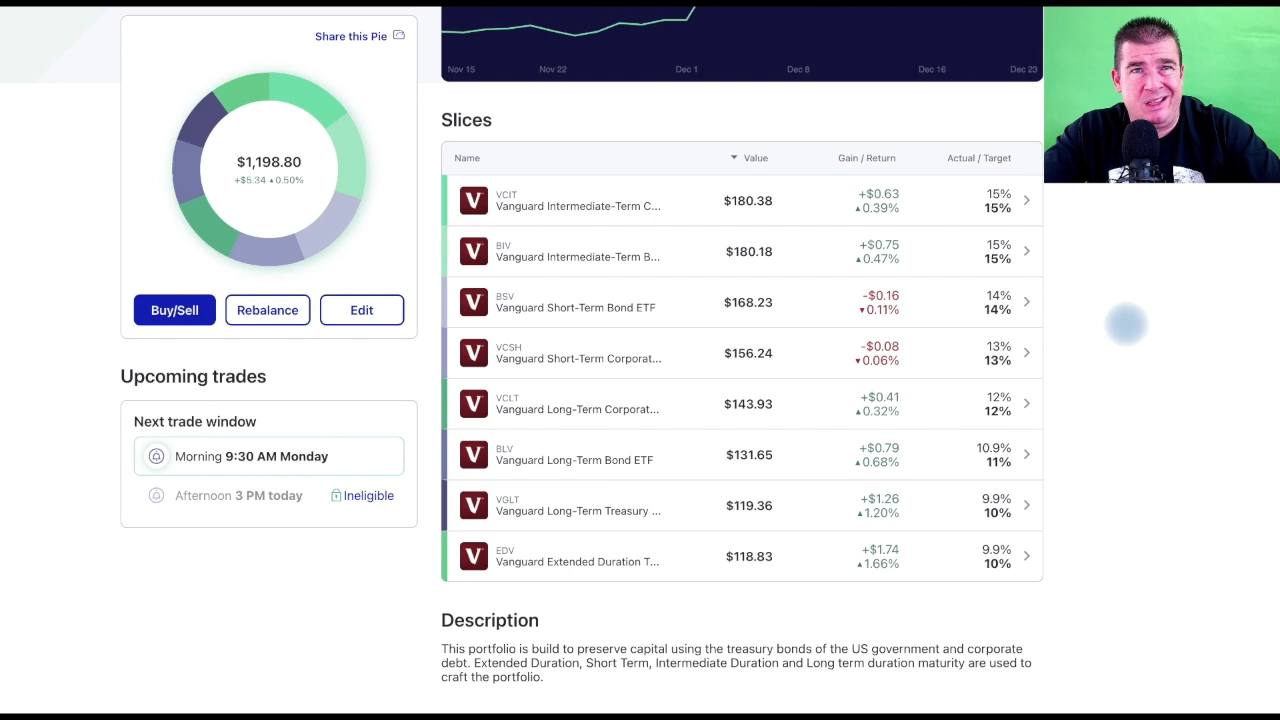 Share this Pie
$1,198.80
+$5.34 ▲0.50%
Buy/Sell Rebalance Edit
Upcoming trades
Next trade window
Morning 9:30 AM Monday
Afternoon 3 PM today Ineligible
Nov 15 Nov 22 Dec 1 Dec 8 Dec 16 Dec 23
Slices
Name ▼ Value Gain / Return Actual / Target
VCIT
Vanguard Intermediate-Term C...
$180.38
+$0.63
▲0.39%
15%
15%
BIV
Vanguard Intermediate-Term B...
$180.18
+$0.75
▲0.47%
15%
15%
BSV
Vanguard Short-Term Bond ETF
$168.23
-$0.16
▼0.11%
14%
14%
VCSH
Vanguard Short-Term Corporat...
$156.24
-$0.08
▼0.06%
13%
13%
VCLT
Vanguard Long-Term Corporat...
$143.93
+$0.41
▲0.32%
12%
12%
BLV
Vanguard Long-Term Bond ETF
$131.65
+$0.79
▲0.68%
10.9%
11%
VGLT
Vanguard Long-Term Treasury ...
$119.36
+$1.26
▲1.20%
9.9%
10%
EDV
Vanguard Extended Duration T...
$118.83
+$1.74
▲1.66%
9.9%
10%
Description
This portfolio is build to preserve capital using the treasury bonds of the US government and corporate
debt. Extended Duration, Short Term, Intermediate Duration and Long term duration maturity are used to
craft the portfolio.